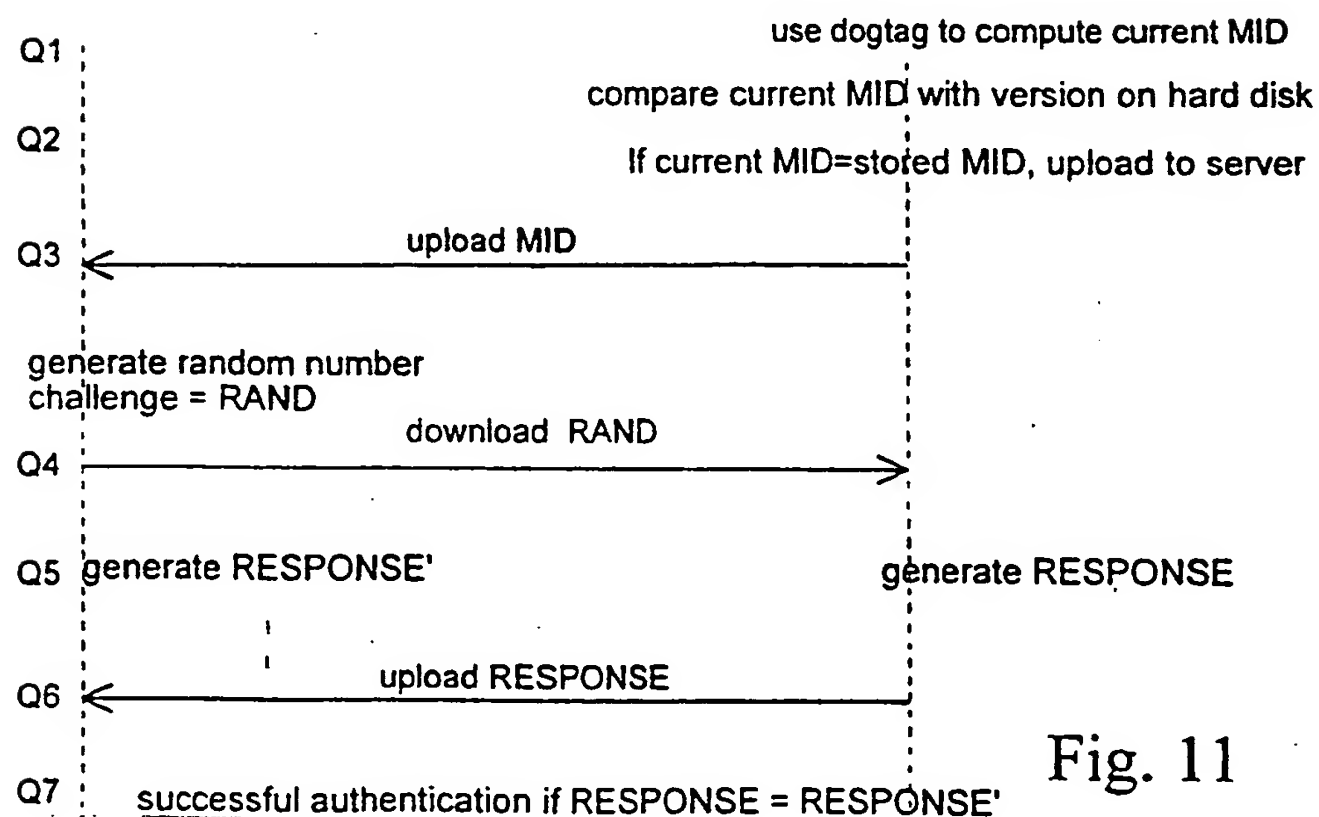 use dogtag to compute current MID
Q1
compare current MID with version on hard disk
Q2
If current MID=stored MID, upload to server
upload MID
Q3
generate random number
challenge = RAND
download RAND
Q4
Q5 generate RESPONSE' generate RESPONSE
upload RESPONSE
Q6
Fig. 11
Q7 successful authentication if RESPONSE = RESPONSE'